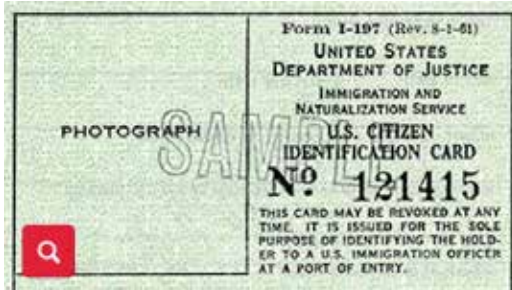 Form I-197 (Rev. 8-1-61)
UNITED STATES
DEPARTMENT OF JUSTICE
IMMIGRATION AND
NATURALIZATION SERVICE
PHOTOGRAPH
SAMPLE
U.S. CITIZEN
IDENTIFICATION CARD
Nº 121415
THIS CARD MAY BE REVOKED AT ANY
TIME. IT IS ISSUED FOR THE SOLE
PURPOSE OF IDENTIFYING THE HOLD-
ER TO A U.S. IMMIGRATION OFFICER
AT A PORT OF ENTRY.